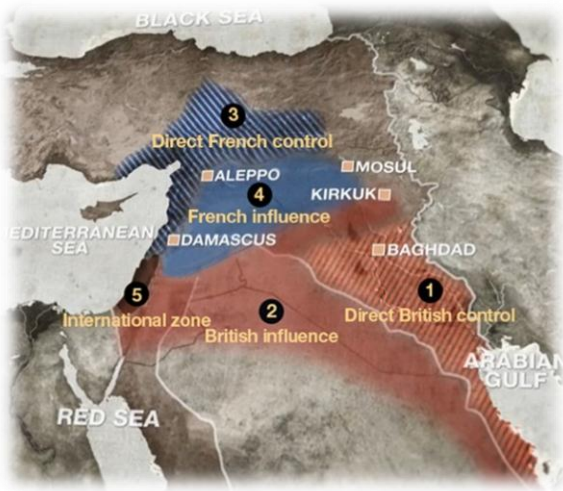 BLACK SEA
3
Direct French control
MOSUL
ALEPPO
4
KIRKUK
French influence
MEDITERRANEAN
SEA
DAMASCUS
BAGHDAD
5
1
International zone
2
Direct British control
British influence
ARABIAN
GULF
RED SEA